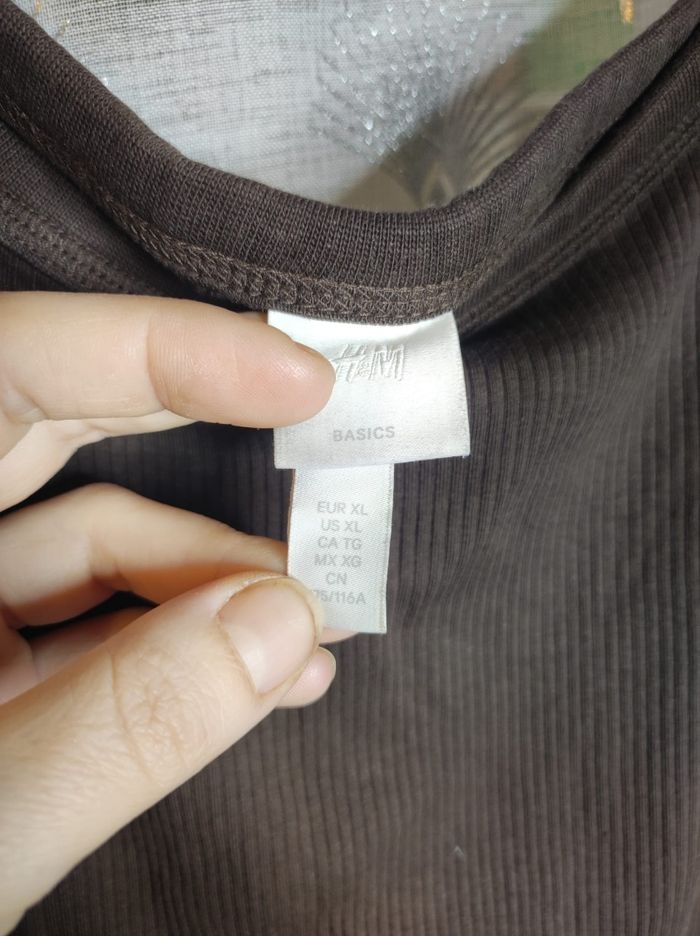 H&M
BASICS
EUR XL
US XL
CA TG
MX XG
CN
75/116A